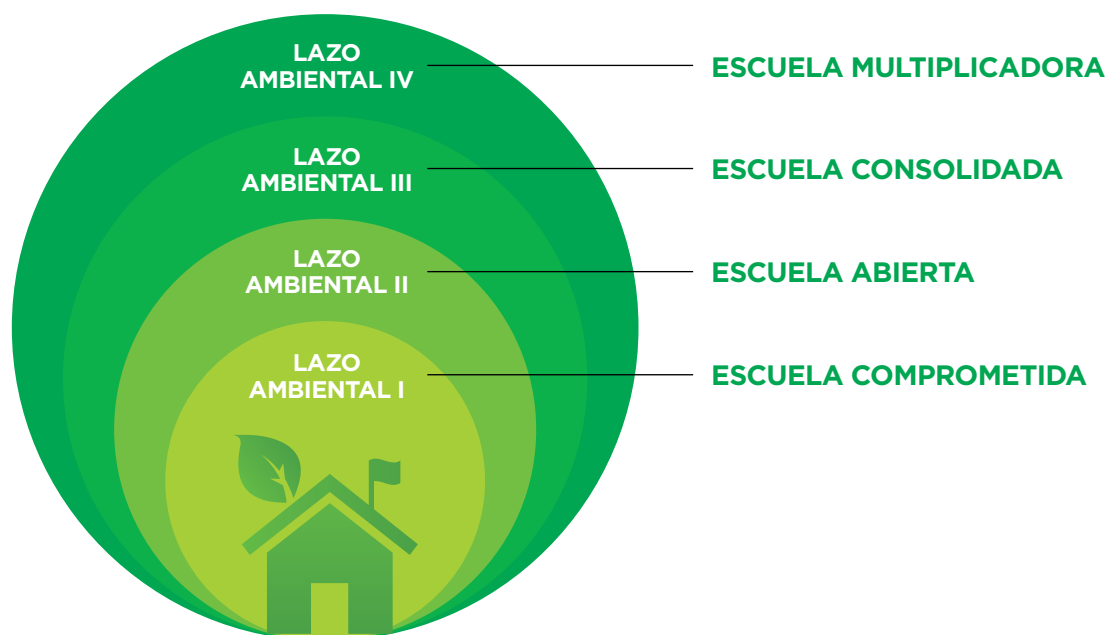 LAZO
AMBIENTAL IV
ESCUELA MULTIPLICADORA
LAZO
AMBIENTAL III
ESCUELA CONSOLIDADA
LAZO
AMBIENTAL II
ESCUELA ABIERTA
LAZO
AMBIENTAL I
ESCUELA COMPROMETIDA